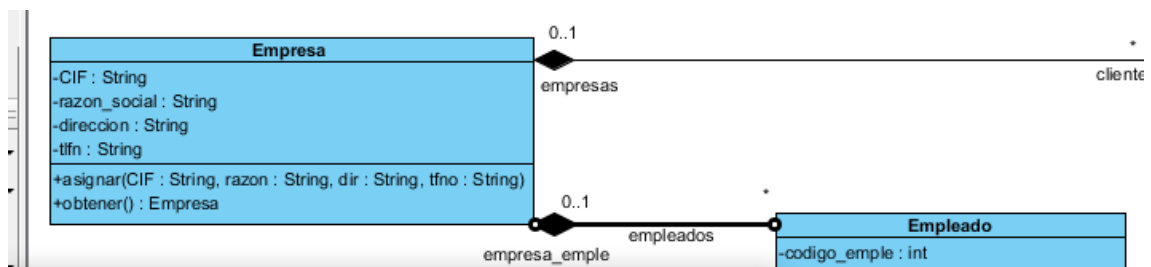 Empresa
-CIF : String
-razon_social : String
-direccion : String
-tlfn : String
+asignar(CIF : String, razon : String, dir : String, tfno : String)
+obtener() : Empresa
0..1
empresas
*
cliente
0..1
empresa_emple
empleados
*
Empleado
-codigo_emple : int